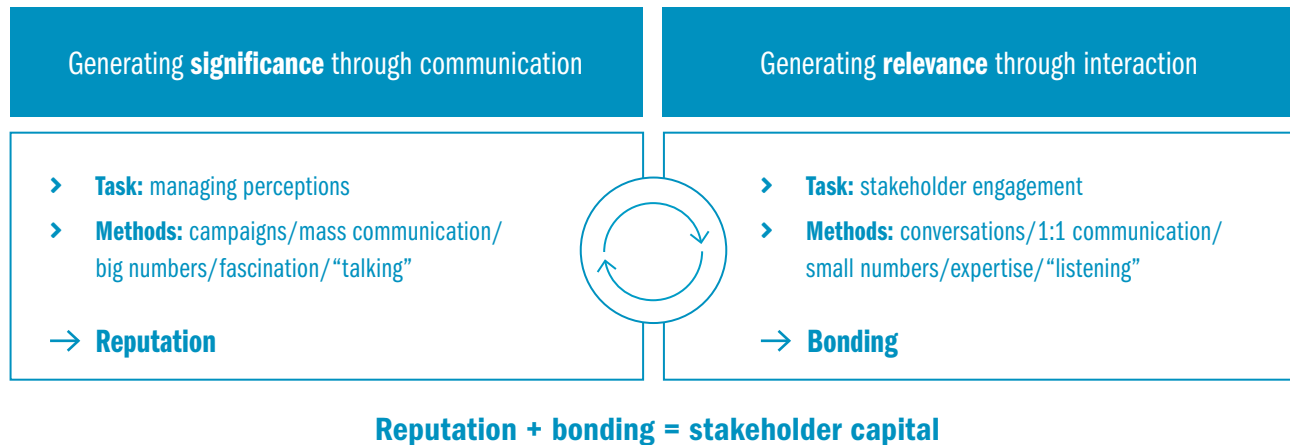 Generating significance through communication
Generating relevance through interaction
Task: managing perceptions
Methods: campaigns/mass communication/
big numbers/fascination/“talking”
→ Reputation
Task: stakeholder engagement
Methods: conversations/1:1 communication/
small numbers/expertise/“listening”
→ Bonding
Reputation + bonding = stakeholder capital